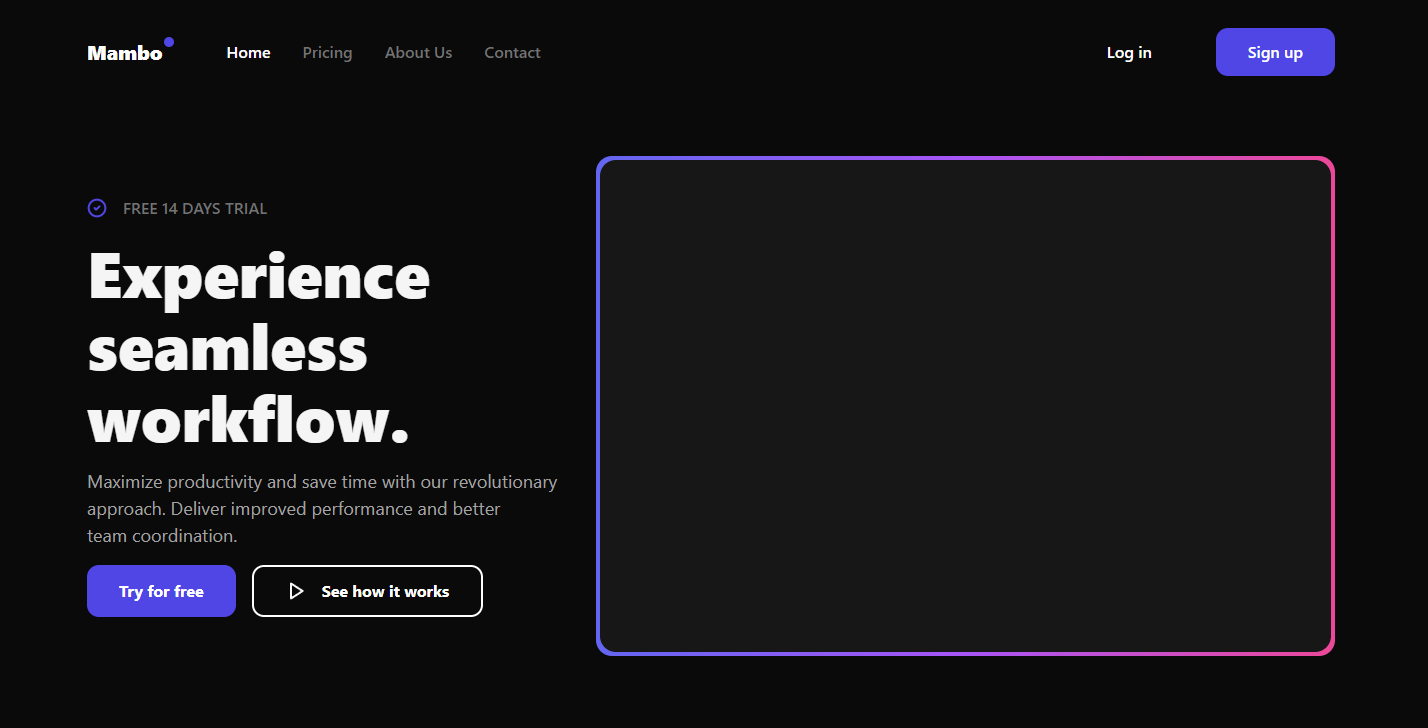 Mambo
Home Pricing About Us Contact
Log in
Sign up
FREE 14 DAYS TRIAL
Experience
seamless
workflow.
Maximize productivity and save time with our revolutionary
approach. Deliver improved performance and better
team coordination.
Try for free
See how it works